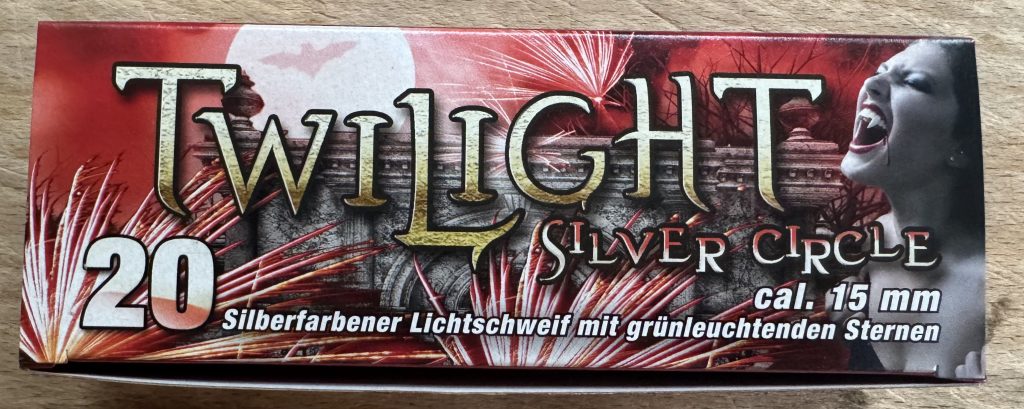 TWILIGHT
SILVER CIRCLE
20
cal. 15 mm
Silberfarbener Lichtschweif mit grünleuchtenden Sternen